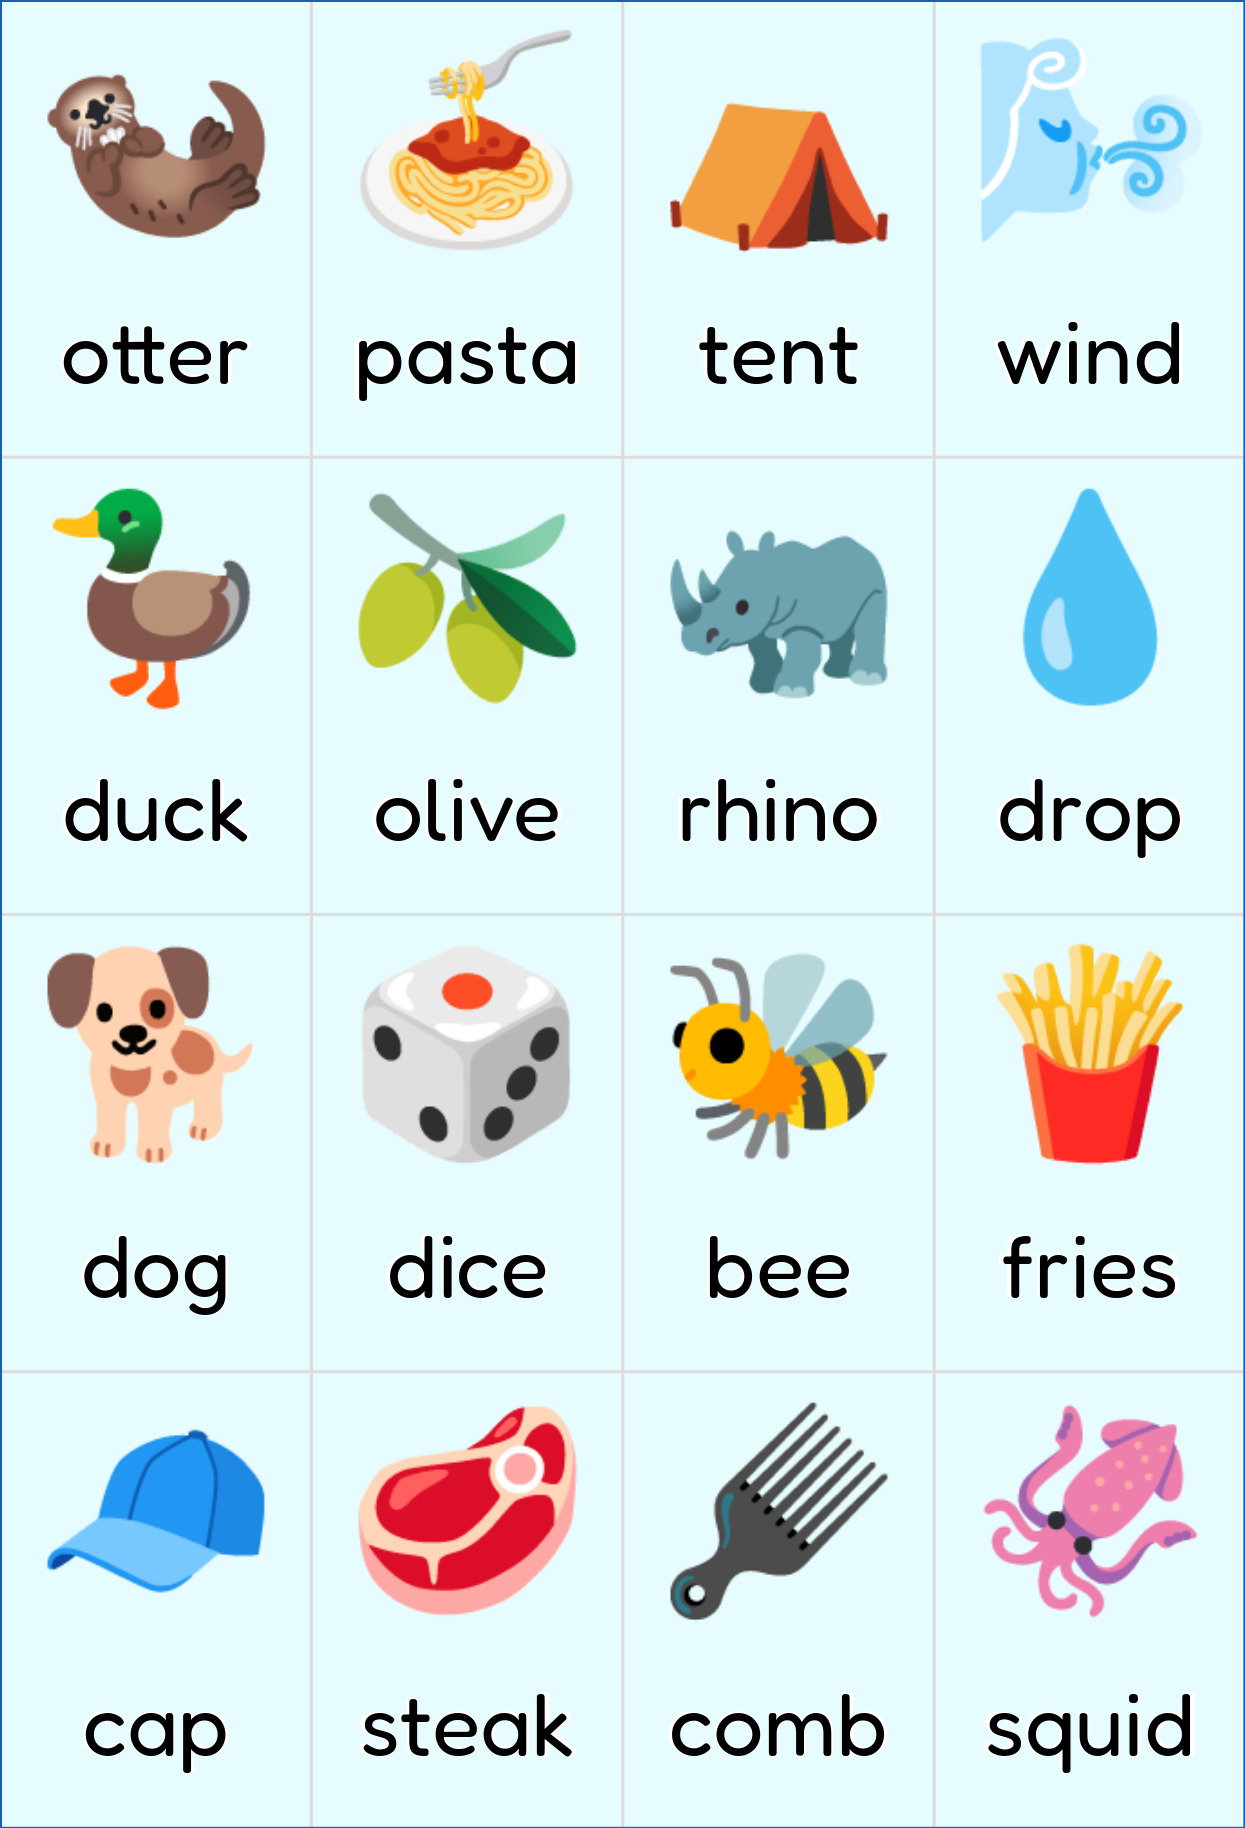 otter pasta tent wind
duck olive rhino drop
dog dice bee fries
cap steak comb squid